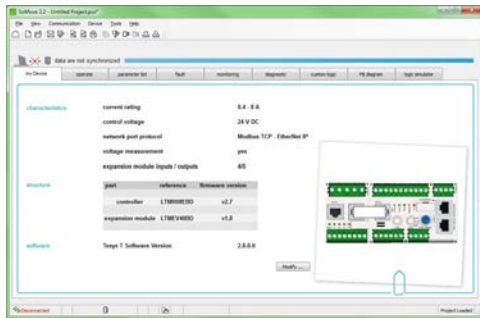 SoMove 2.2 - Untitled Project.psx*
File View Communication Device Tools Help
data are not synchronized
my Device operate parameter list fault monitoring diagnostic custom logic FB diagram logic simulator
characteristics
current rating 0.4 - 8 A
control voltage 24 V DC
network port protocol Modbus TCP - EtherNet IP
voltage measurement yes
expansion module inputs / outputs 4/0
structure
part reference firmware version
controller v2.7
expansion module v1.0
software Tesys T Software Version 2.8.0.0
Modify ...
Disconnected Project Loaded